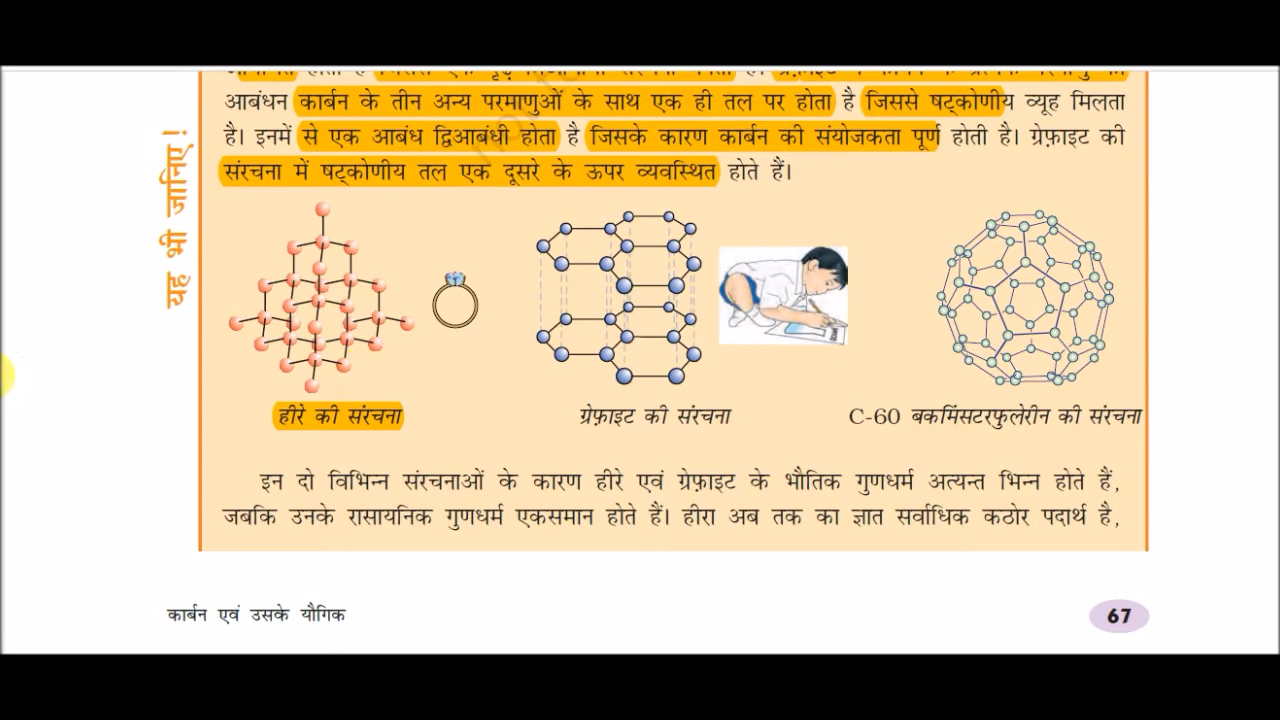 आबंधन कार्बन के तीन अन्य परमाणुओं के साथ एक ही तल पर होता है जिससे षट्कोणीय व्यूह मिलता
है। इनमें से एक आबंध द्विआबंधी होता है जिसके कारण कार्बन की संयोजकता पूर्ण होती है। ग्रेफ़ाइट की
संरचना में षट्कोणीय तल एक दूसरे के ऊपर व्यवस्थित होते हैं।
यह भी जानिए!
हीरे की संरचना
ग्रेफ़ाइट की संरचना
C-60 बकमिंसटरफुलेरीन की संरचना
इन दो विभिन्न संरचनाओं के कारण हीरे एवं ग्रेफ़ाइट के भौतिक गुणधर्म अत्यन्त भिन्न होते हैं,
जबकि उनके रासायनिक गुणधर्म एकसमान होते हैं। हीरा अब तक का ज्ञात सर्वाधिक कठोर पदार्थ है,
कार्बन एवं उसके यौगिक
67